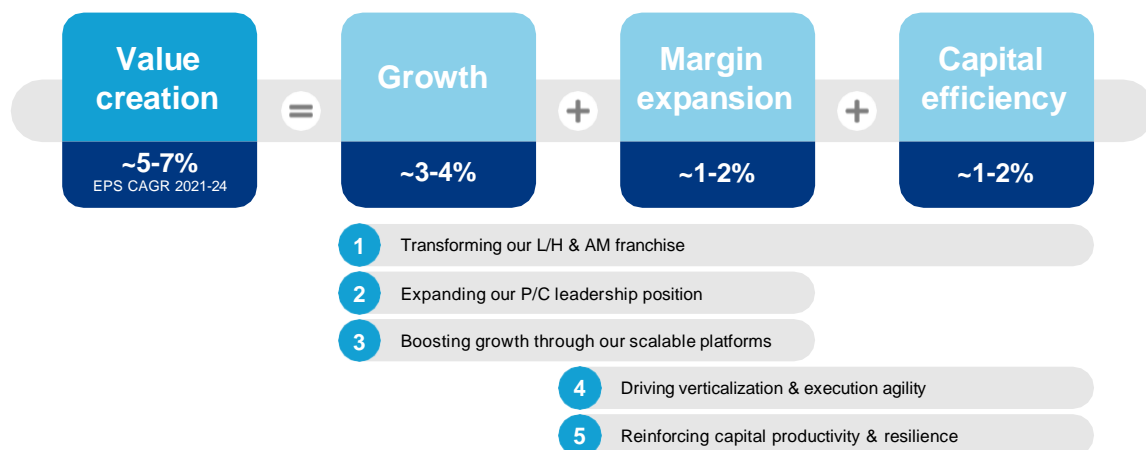 Value
creation
=
Growth
+
Margin
expansion
+
Capital
efficiency
~5-7%
EPS CAGR 2021-24
~3-4%
~1-2%
~1-2%
1 Transforming our L/H & AM franchise
2 Expanding our P/C leadership position
3 Boosting growth through our scalable platforms
4 Driving verticalization & execution agility
5 Reinforcing capital productivity & resilience